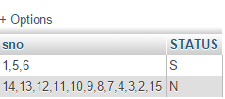 + Options
sno STATUS
1,5,6 S
14,13,12,11,10,9,8,7,4,3,2,15 N